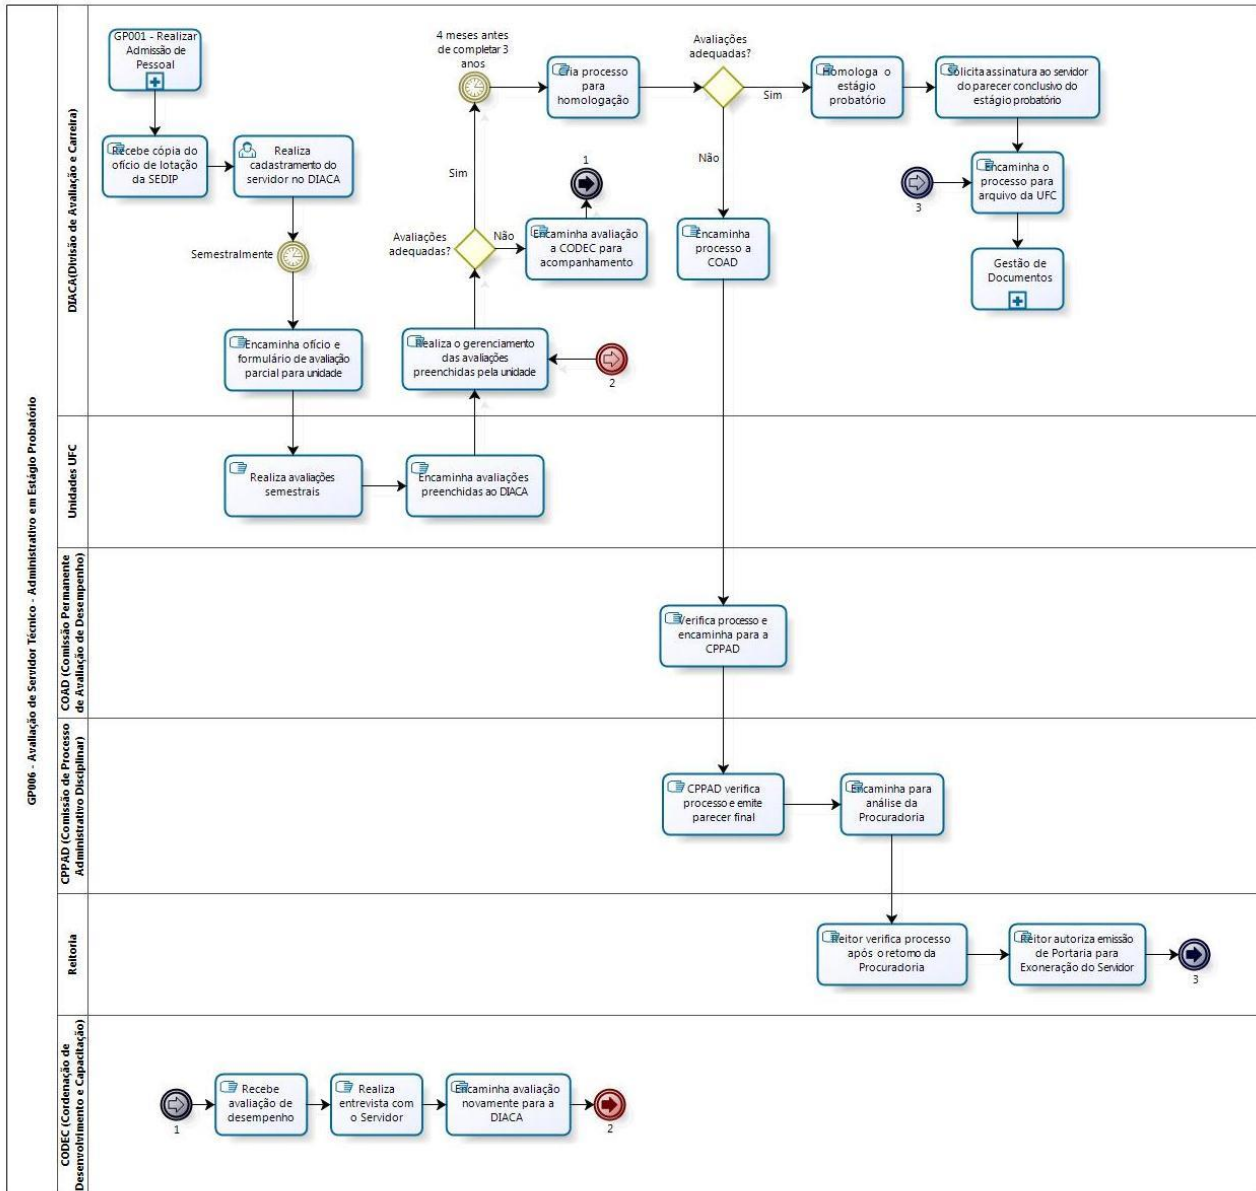 GP006 - Avaliação de Servidor Técnico - Administrativo em Estágio Probatório
DIACA(Divisão de Avaliação e Carreira)
GP001 - Realizar
Admissão de
Pessoal
Recebe cópia do
ofício de lotação
da SEDIP
Realiza
cadastramento do
servidor no DIACA
Semestralmente
Encaminha ofício e
formulário de avaliação
parcial para unidade
4 meses antes
de completar 3
anos
Sim
Avaliações
adequadas?
Não
Realiza o gerenciamento
das avaliações
preenchidas pela unidade
2
1
Encaminha avaliação
a CODEC para
acompanhamento
Cria processo
para
homologação
Avaliações
adequadas?
Sim
Não
Encaminha
processo a
COAD
Homologa o
estágio
probatório
Solicita assinatura ao servidor
do parecer conclusivo do
estágio probatório
3
Encaminha o
processo para
arquivo da UFC
Gestão de
Documentos
Unidades UFC
Realiza avaliações
semestrais
Encaminha avaliações
preenchidas ao DIACA
COAD (Comissão Permanente
de Avaliação de Desempenho)
Verifica processo e
encaminha para a
CPPAD
CPPAD (Comissão de Processo
Administrativo Disciplinar)
CPPAD verifica
processo e emite
parecer final
Encaminha para
análise da
Procuradoria
Reitoria
Reitor verifica processo
após o retorno da
Procuradoria
Reitor autoriza emissão
de Portaria para
Exoneração do Servidor
3
CODEC (Cordenação de
Desenvolvimento e Capacitação)
1
Recebe
avaliação de
desempenho
Realiza
entrevista com
o Servidor
Encaminha avaliação
novamente para a
DIACA
2